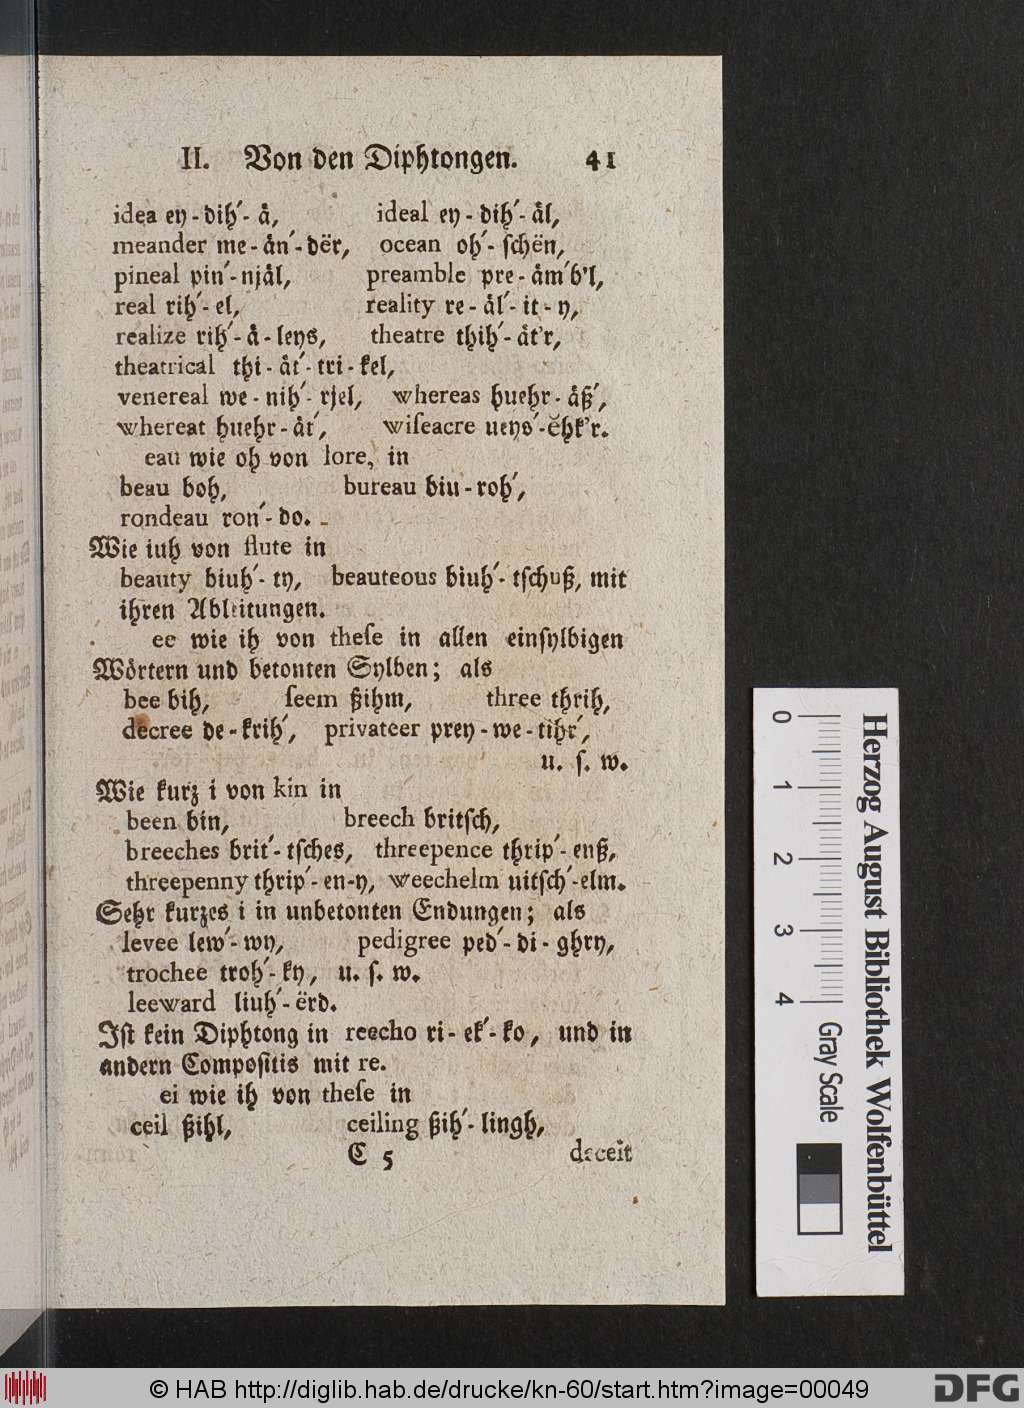 II. Von den Diphtongen. 41
idea ey-dih´-å, ideal ey-dih´-ål,
meander me-ån´-dër, ocean oh´-ſchën,
pineal pin´-njål, preamble pre-åm´b'l,
real rih´-el, reality re-ål´-it-y,
realize rih´-å-leys, theatre thih´-åt'r,
theatrical thi-åt´-tri-kel,
venereal we-nih´-rjel, whereas huehr-åß´,
whereat huehr-åt´, wiſeacre ueys´-ĕhk'r.
eau wie oh von lore, in
beau boh, bureau biu-roh´,
rondeau ron´-do.
Wie iuh von flute in
beauty biuh´-ty, beauteous biuh´-tſchuß, mit
ihren Ableitungen.
ee wie ih von theſe in allen einſylbigen
Wörtern und betonten Sylben; als
bee bih, ſeem ßihm, three thrih,
decree de-krih´, privateer prey-we-tihr´,
u. ſ. w.
Wie kurz i von kin in
been bin, breech britſch,
breeches brit´-tſches, threepence thrip´-enß,
threepenny thrip´-en-y, weechelm uitſch´-elm.
Sehr kurzes i in unbetonten Endungen; als
levee lew´-wy, pedigree ped´-di-ghry,
trochee troh´-ky, u. ſ. w.
leeward liuh´-ërd.
Iſt kein Diphtong in reecho ri-ek´-ko, und in
andern Compoſitis mit re.
ei wie ih von theſe in
ceil ßihl, ceiling ßih´-lingh,
C 5 deceit
0 1 2 3 4
Herzog August Bibliothek Wolfenbüttel
Gray Scale
© HAB http://diglib.hab.de/drucke/kn-60/start.htm?image=00049
DFG